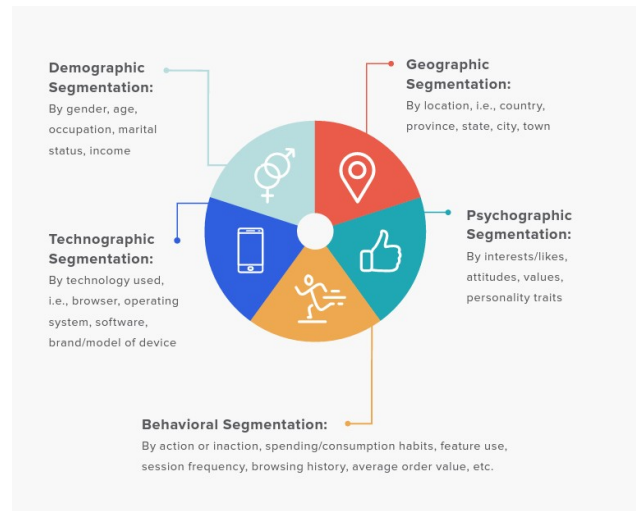 Demographic
Segmentation:
By gender, age,
occupation, marital
status, income
Geographic
Segmentation:
By location, i.e., country,
province, state, city, town
Psychographic
Segmentation:
By interests/likes,
attitudes, values,
personality traits
Technographic
Segmentation:
By technology used,
i.e., browser, operating
system, software,
brand/model of device
Behavioral Segmentation:
By action or inaction, spending/consumption habits, feature use,
session frequency, browsing history, average order value, etc.